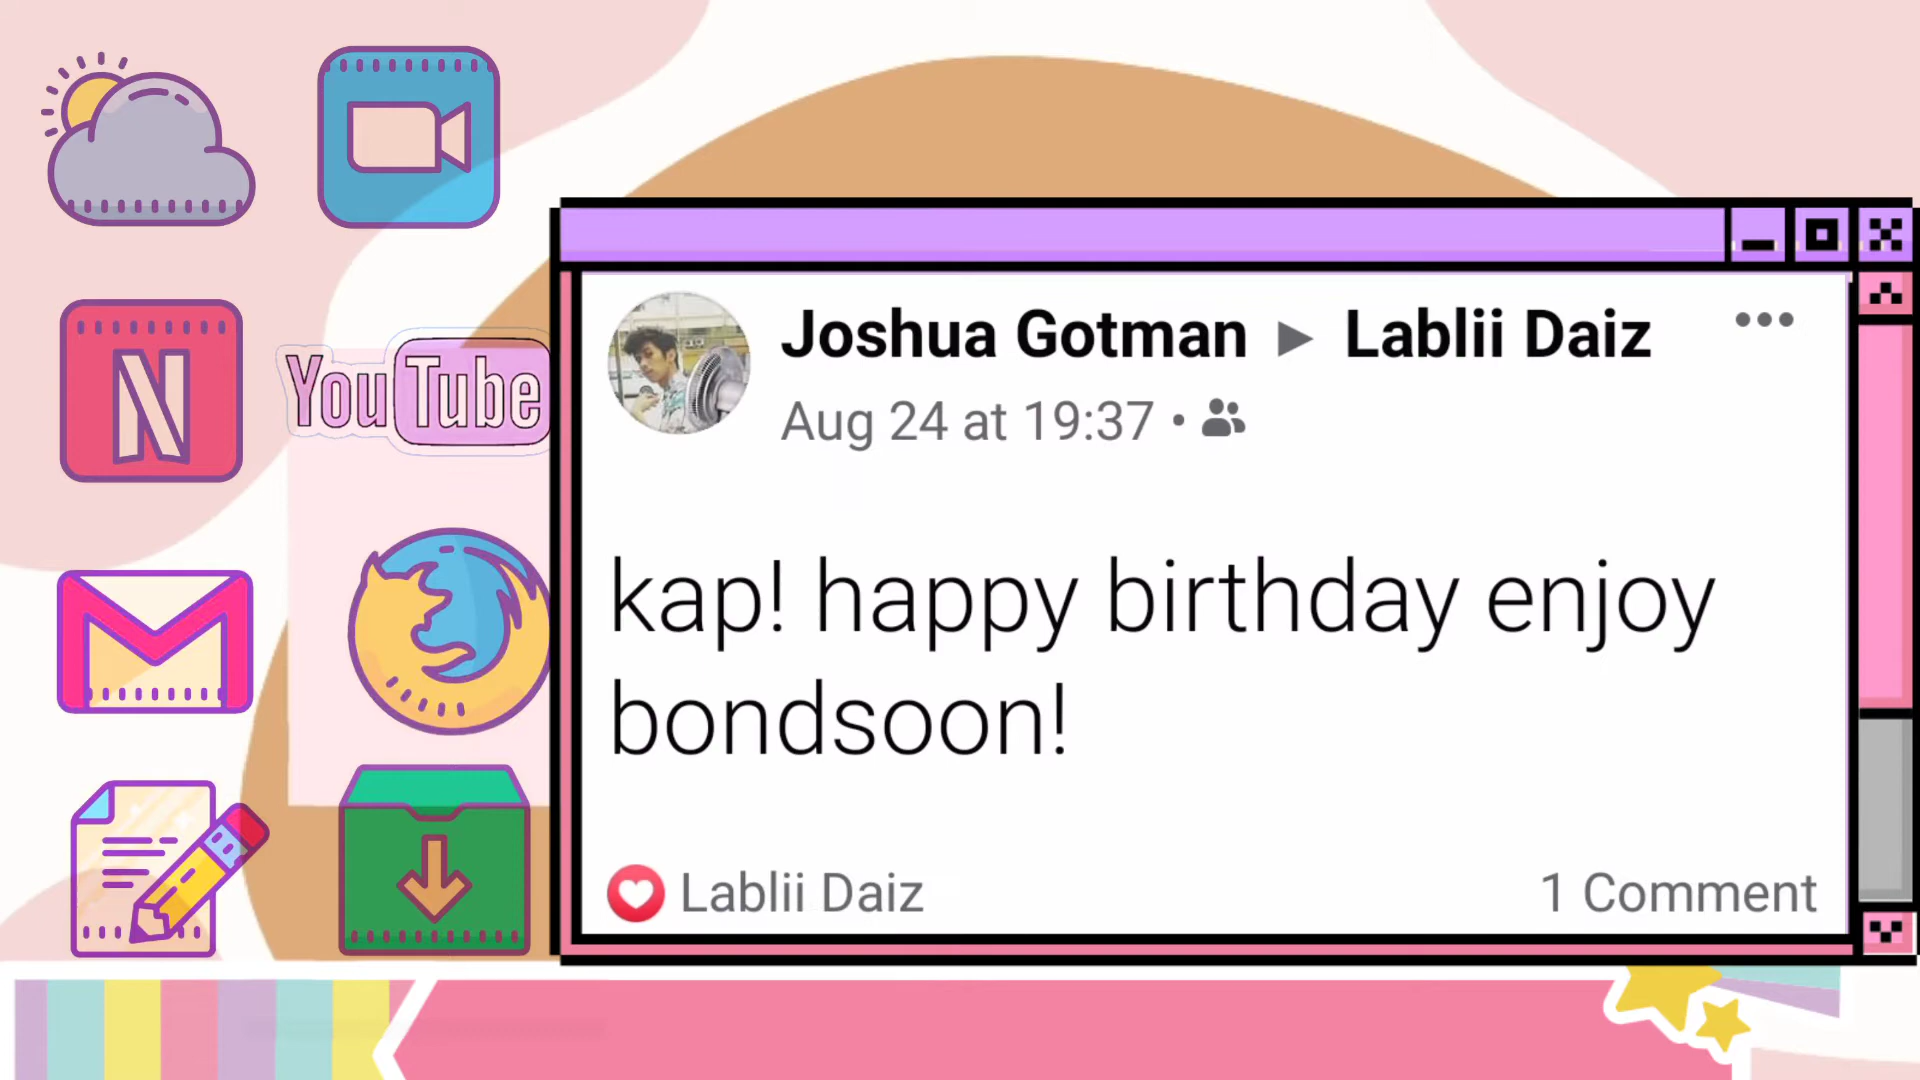 YouTube
N
Joshua Gotman ▶ Lablii Daiz
Aug 24 at 19:37 •
kap! happy birthday enjoy
bondsoon!
Lablii Daiz
1 Comment